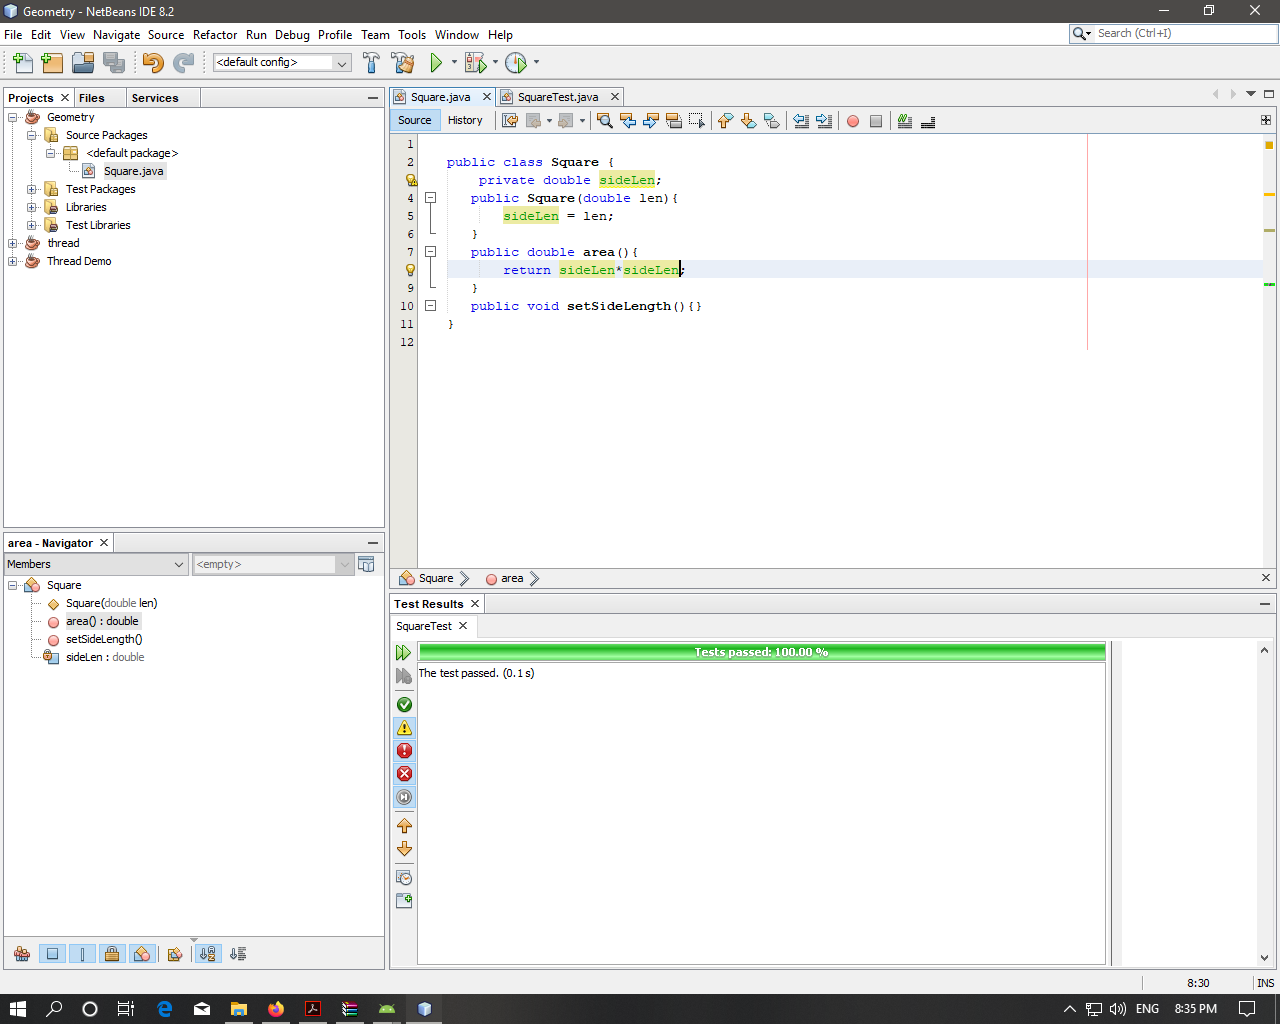 Geometry - NetBeans IDE 8.2
File Edit View Navigate Source Refactor Run Debug Profile Team Tools Window Help
Search (Ctrl+I)
<default config>
Projects Files Services
Geometry
Source Packages
<default package>
Square.java
Test Packages
Libraries
Test Libraries
thread
Thread Demo
area - Navigator
Members <empty>
Square
Square(double len)
area() : double
setSideLength()
sideLen : double
Square.java SquareTest.java
Source History
1
2 public class Square {
private double sideLen;
4 public Square(double len){
5 sideLen = len;
6 }
7 public double area(){
return sideLen*sideLen;
9 }
10 public void setSideLength(){}
11 }
12
Square area
Test Results
SquareTest
Tests passed: 100.00 %
The test passed. (0.1 s)
8:30 INS
ENG 8:35 PM